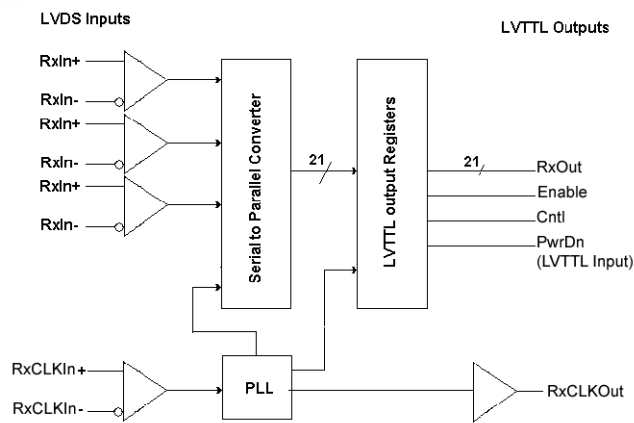 LVDS Inputs
LVTTL Outputs
RxIn+
RxIn-
RxIn+
RxIn-
RxIn+
RxIn-
Serial to Parallel Converter
21
LVTTL output Registers
21
RxOut
Enable
Cntl
PwrDn
(LVTTL Input)
RxCLKIn+
RxCLKIn-
PLL
RxCLKOut